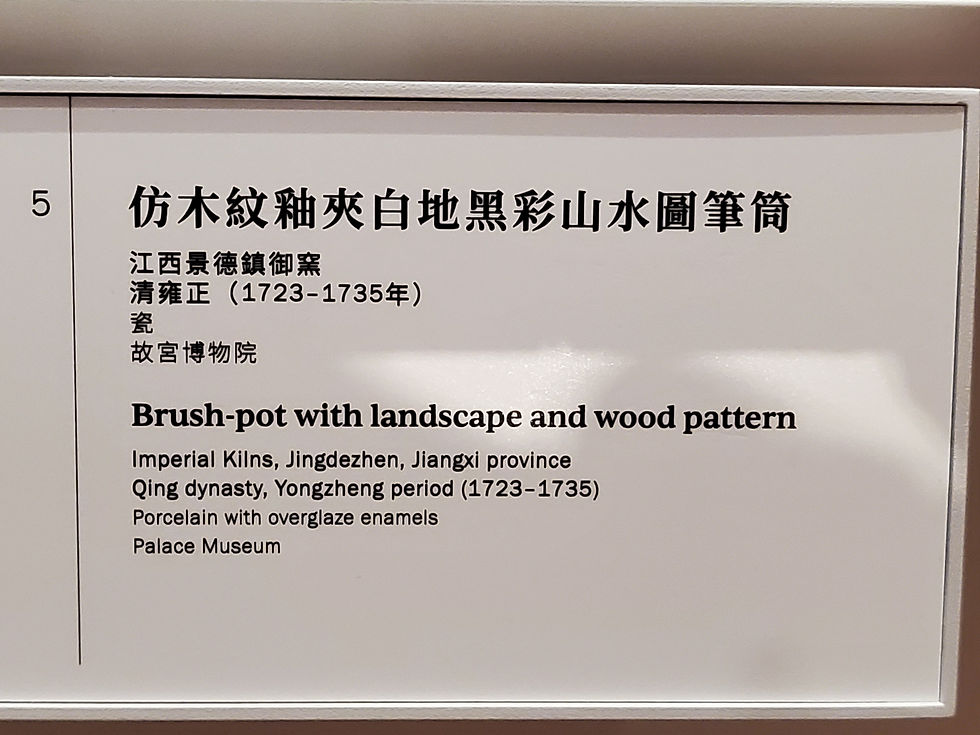 5
仿木紋釉夾白地黑彩山水圖筆筒
江西景德鎮御窯
清雍正（1723–1735年）
瓷
故宮博物院
Brush-pot with landscape and wood pattern
Imperial Kilns, Jingdezhen, Jiangxi province
Qing dynasty, Yongzheng period (1723–1735)
Porcelain with overglaze enamels
Palace Museum